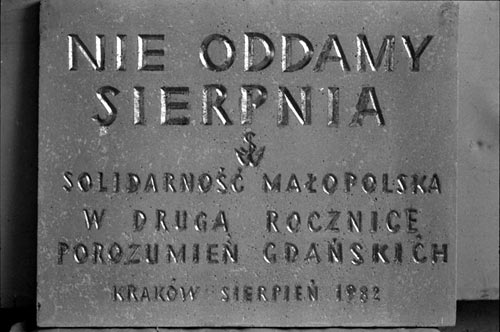 NIE ODDAMY
SIERPNIA
SOLIDARNOŚĆ MAŁOPOLSKA
W DRUGĄ ROCZNICĘ
POROZUMIEŃ GDAŃSKICH
KRAKÓW SIERPIEŃ 1982